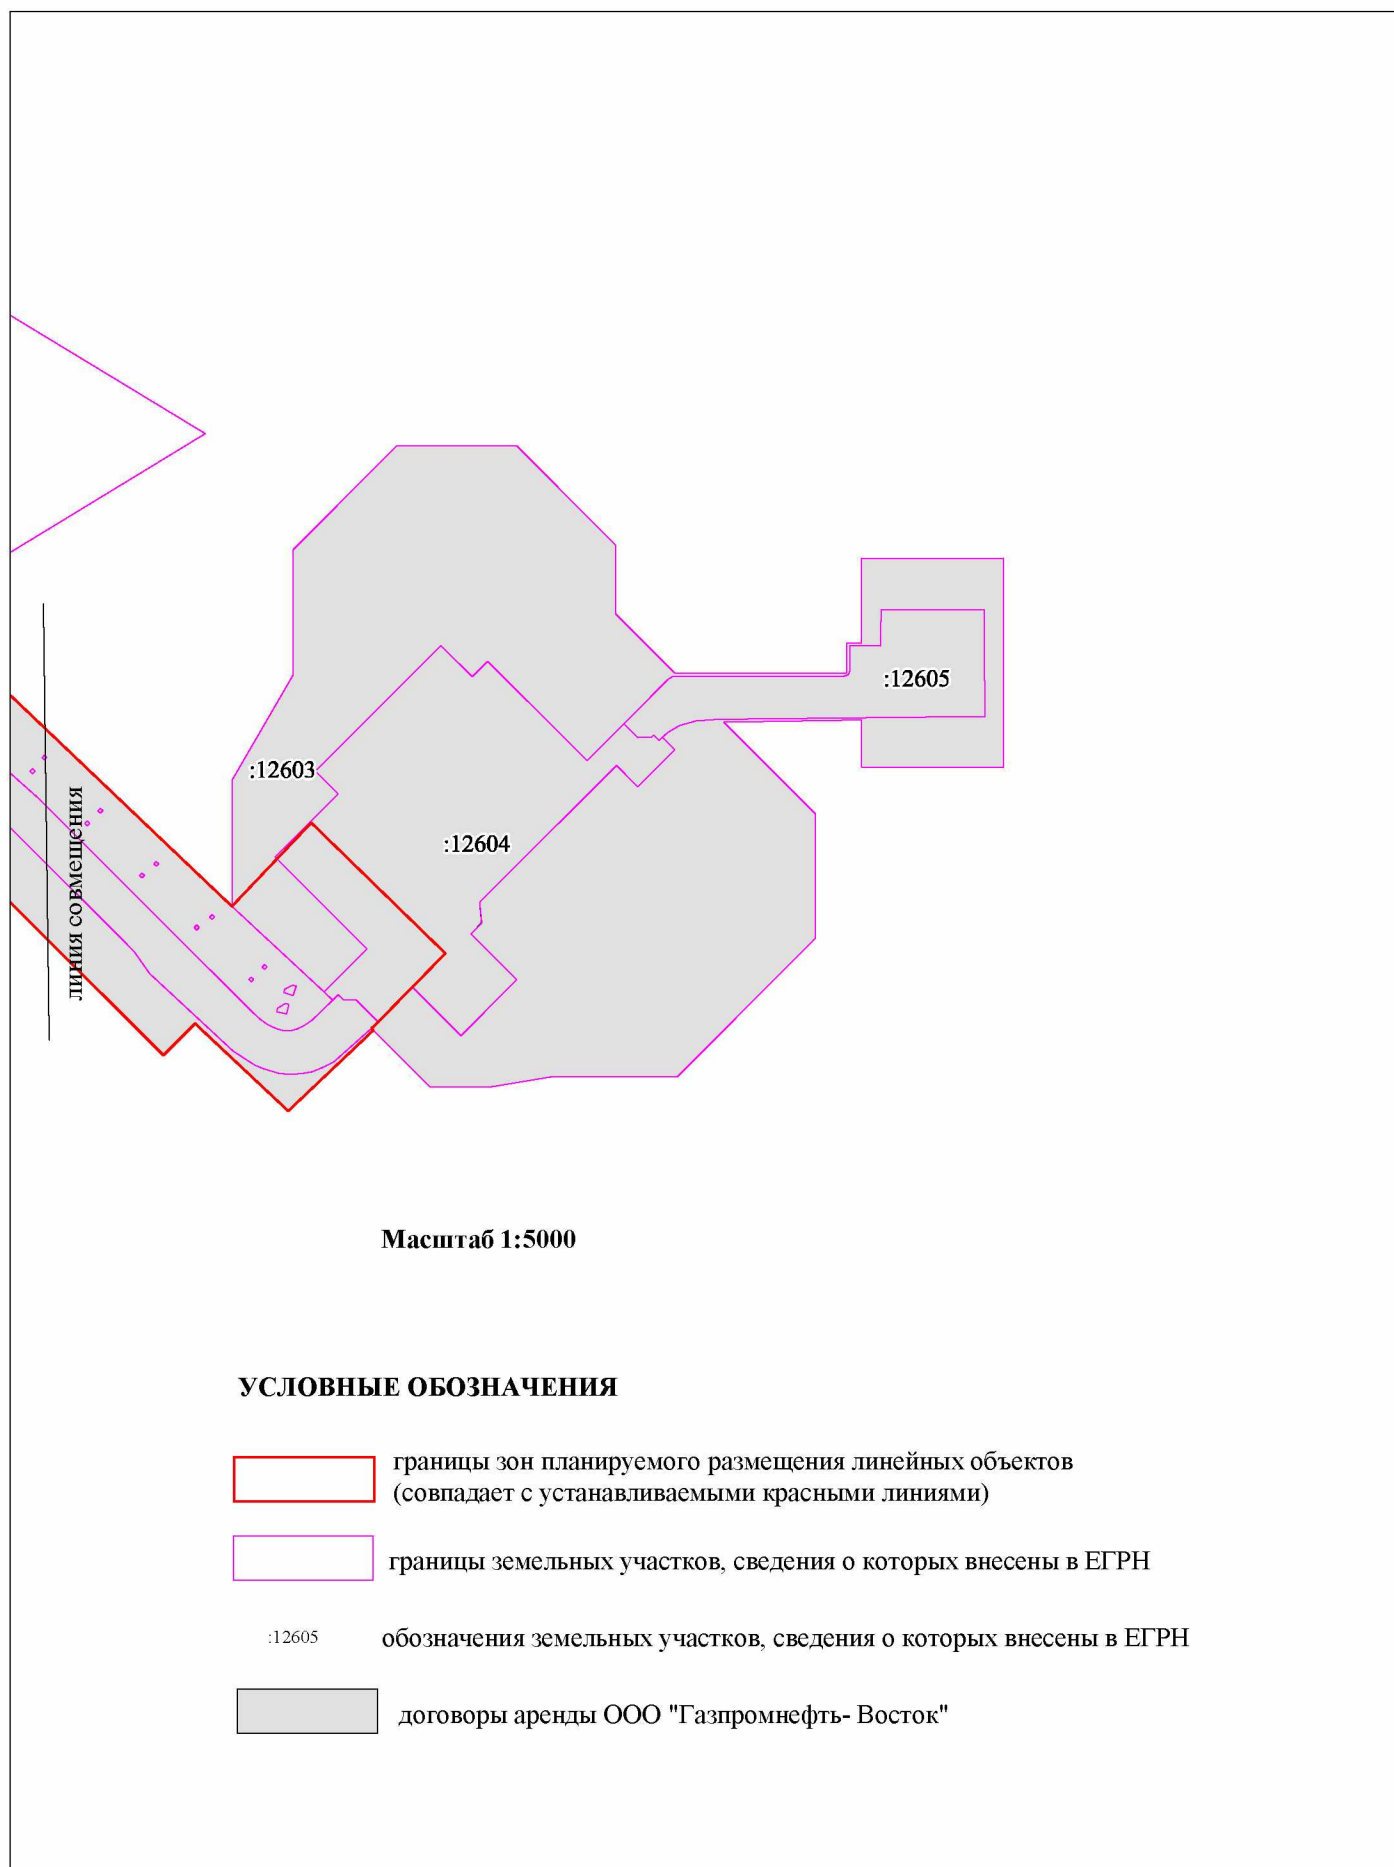 :12605
:12603
линия совмещения
:12604
Масштаб 1:5000
УСЛОВНЫЕ ОБОЗНАЧЕНИЯ
границы зон планируемого размещения линейных объектов
(совпадает с устанавливаемыми красными линиями)
границы земельных участков, сведения о которых внесены в ЕГРН
:12605 обозначения земельных участков, сведения о которых внесены в ЕГРН
договоры аренды ООО "Газпромнефть- Восток"